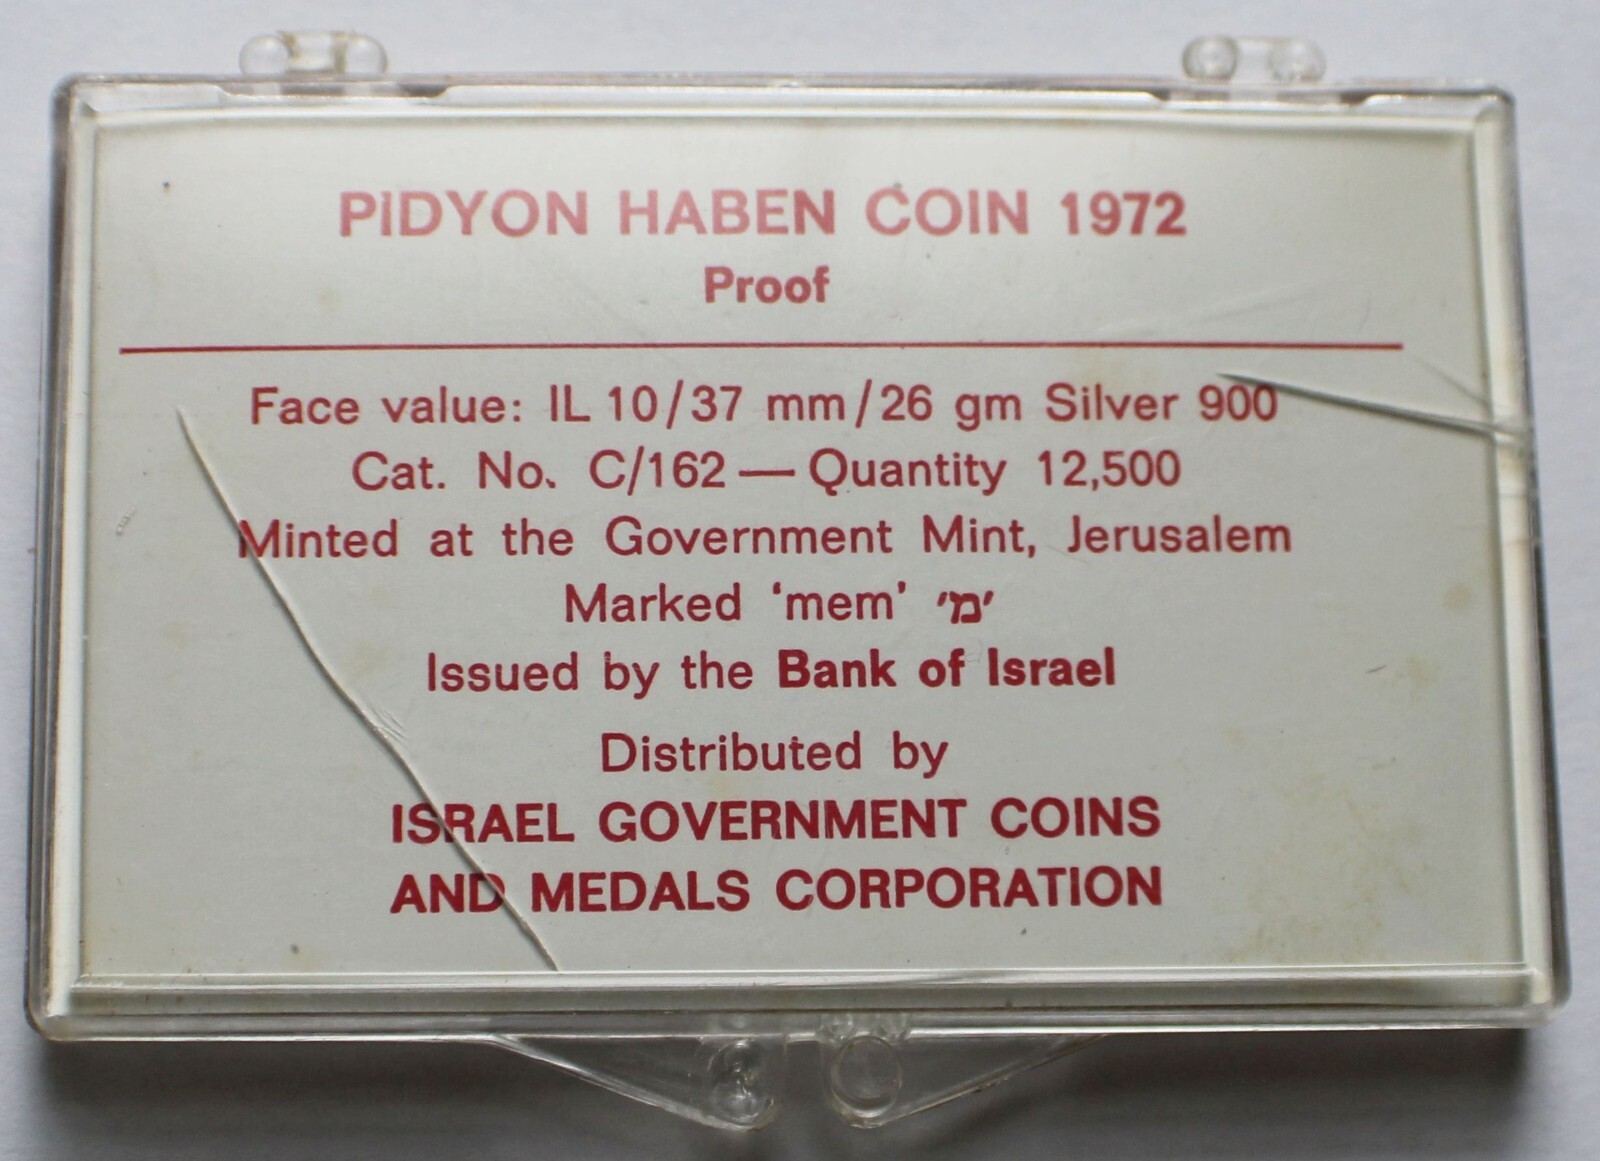 PIDYON HABEN COIN 1972
Proof
Face value: IL 10/37 mm/26 gm Silver 900
Cat. No. C/162 — Quantity 12,500
Minted at the Government Mint, Jerusalem
Marked ‘mem’ ׳מ׳
Issued by the Bank of Israel
Distributed by
ISRAEL GOVERNMENT COINS
AND MEDALS CORPORATION